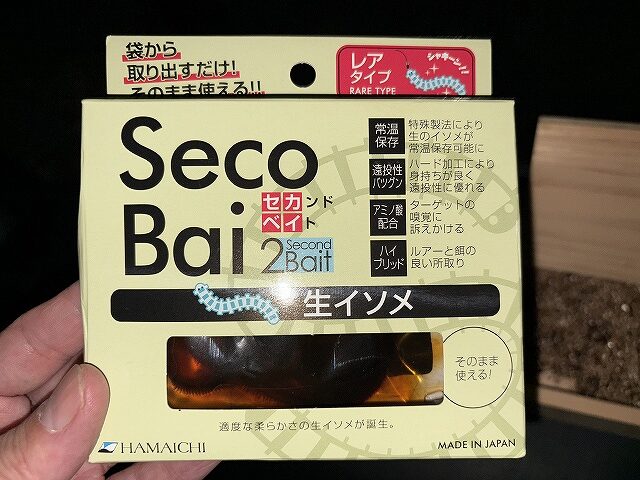 袋から
取り出すだけ!
そのまま使える!!
レア
タイプ
RARE TYPE
シャキーン!!
Seco
Bai
セカンド
ベイト
2 Second
Bait
常温
保存
特殊製法により
生のイソメが
常温保存可能に
遠投性
バツグン
ハード加工により
身持ちが良く
遠投性に優れる
アミノ酸
配合
ターゲットの
嗅覚に
訴えかける
ハイ
ブリッド
ルアーと餌の
良い所取り
生イソメ
そのまま
使える!
適度な柔らかさの生イソメが誕生。
HAMAICHI
MADE IN JAPAN